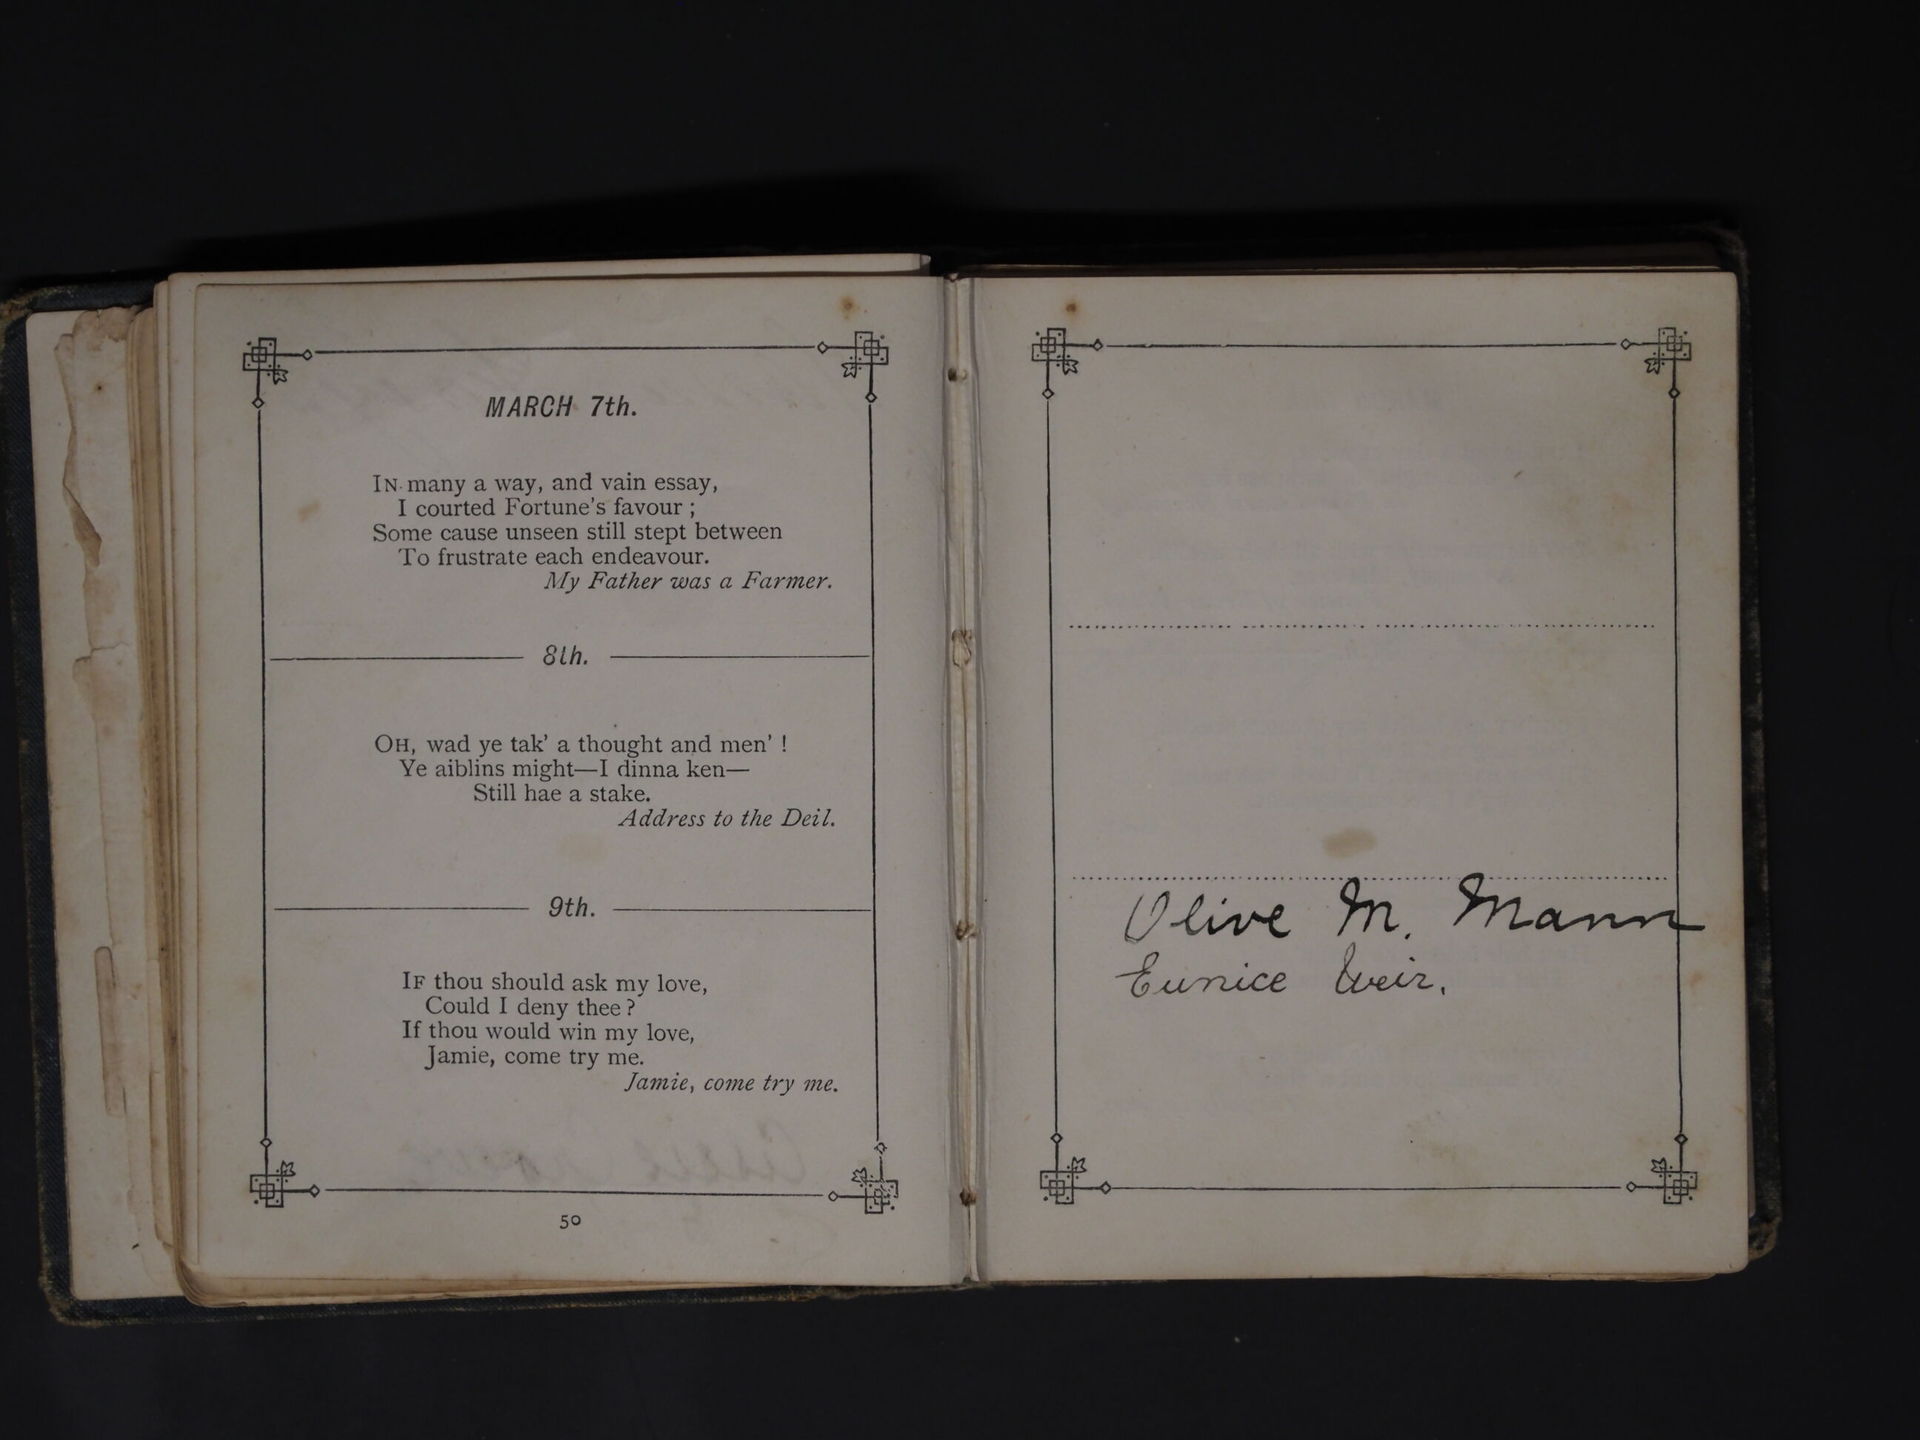 MARCH 7th.
IN many a way, and vain essay,
I courted Fortune's favour ;
Some cause unseen still stept between
To frustrate each endeavour.
My Father was a Farmer.
8th.
OH, wad ye tak' a thought and men' !
Ye aiblins might—I dinna ken—
Still hae a stake.
Address to the Deil.
9th.
IF thou should ask my love,
Could I deny thee ?
If thou would win my love,
Jamie, come try me.
Jamie, come try me.
50
Olive M. Mann
Eunice Weir.